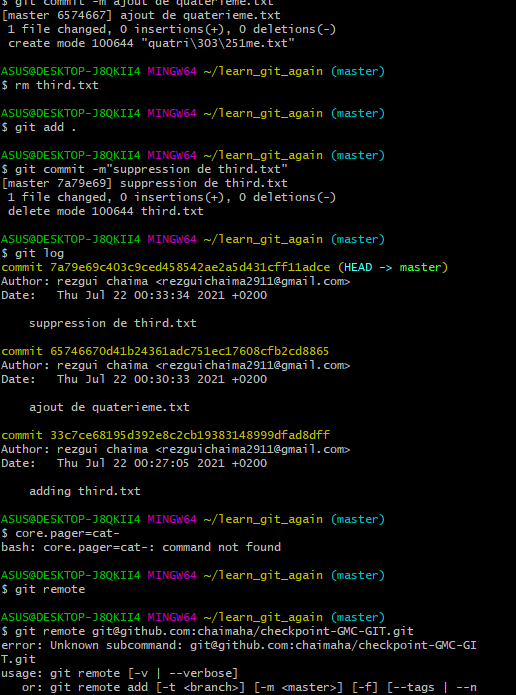 $ git commit -m"ajout de quaterieme.txt"
[master 6574667] ajout de quaterieme.txt
 1 file changed, 0 insertions(+), 0 deletions(-)
 create mode 100644 "quatri\303\251me.txt"
ASUS@DESKTOP-J8QKII4 MINGW64 ~/learn_git_again (master)
$ rm third.txt
ASUS@DESKTOP-J8QKII4 MINGW64 ~/learn_git_again (master)
$ git add .
ASUS@DESKTOP-J8QKII4 MINGW64 ~/learn_git_again (master)
$ git commit -m"suppression de third.txt"
[master 7a79e69] suppression de third.txt
 1 file changed, 0 insertions(+), 0 deletions(-)
 delete mode 100644 third.txt
ASUS@DESKTOP-J8QKII4 MINGW64 ~/learn_git_again (master)
$ git log
commit 7a79e69c403c9ced458542ae2a5d431cff11adce (HEAD -> master)
Author: rezgui chaima <rezguichaima2911@gmail.com>
Date:   Thu Jul 22 00:33:34 2021 +0200
    suppression de third.txt
commit 65746670d41b24361adc751ec17608cfb2cd8865
Author: rezgui chaima <rezguichaima2911@gmail.com>
Date:   Thu Jul 22 00:30:33 2021 +0200
    ajout de quaterieme.txt
commit 33c7ce68195d392e8c2cb19383148999dfad8dff
Author: rezgui chaima <rezguichaima2911@gmail.com>
Date:   Thu Jul 22 00:27:05 2021 +0200
    adding third.txt
ASUS@DESKTOP-J8QKII4 MINGW64 ~/learn_git_again (master)
$ core.pager=cat-
bash: core.pager=cat-: command not found
ASUS@DESKTOP-J8QKII4 MINGW64 ~/learn_git_again (master)
$ git remote
ASUS@DESKTOP-J8QKII4 MINGW64 ~/learn_git_again (master)
$ git remote git@github.com:chaimaha/checkpoint-GMC-GIT.git
error: Unknown subcommand: git@github.com:chaimaha/checkpoint-GMC-GI
T.git
usage: git remote [-v | --verbose]
   or: git remote add [-t <branch>] [-m <master>] [-f] [--tags | --n